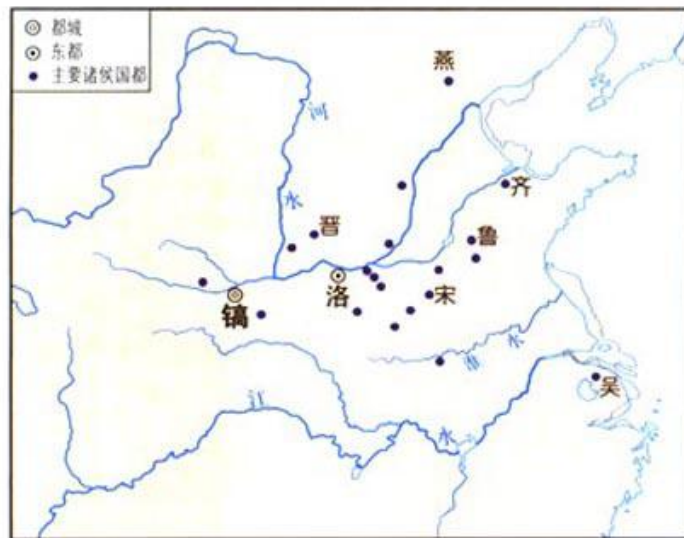 都城
东都
主要诸侯国都
燕
河
水
齐
晋
鲁
洛
宋
镐
淮水
吴
江
水